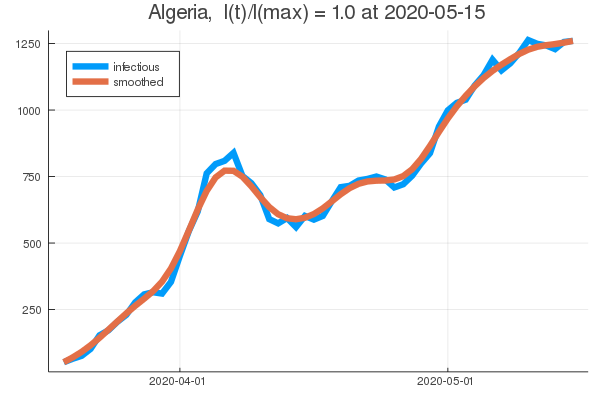 Algeria,  I(t)/I(max) = 1.0 at 2020-05-15
infectious
smoothed
1250
1000
750
500
250
2020-04-01
2020-05-01